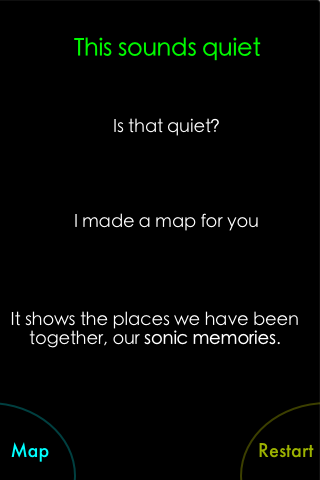 This sounds quiet
Is that quiet?
I made a map for you
It shows the places we have been
together, our sonic memories.
Map
Restart